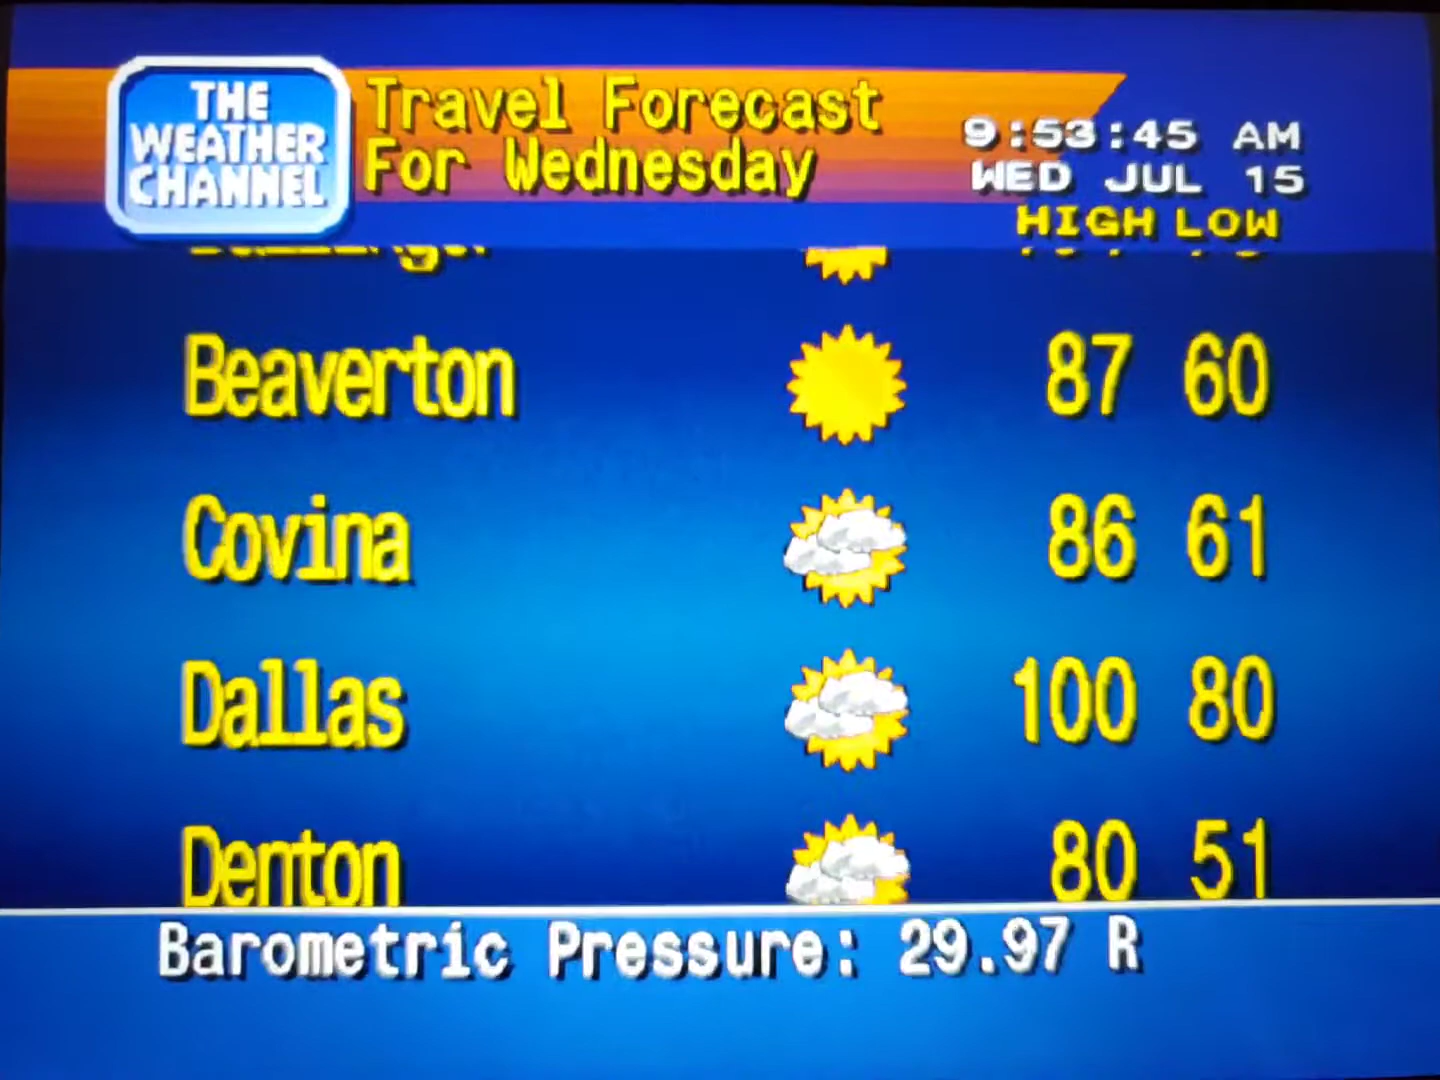 THE
WEATHER
CHANNEL
Travel Forecast
For Wednesday
9:53:45 AM
WED JUL 15
HIGH LOW
Beaverton 87 60
Covina 86 61
Dallas 100 80
Denton 80 51
Barometric Pressure: 29.97 R